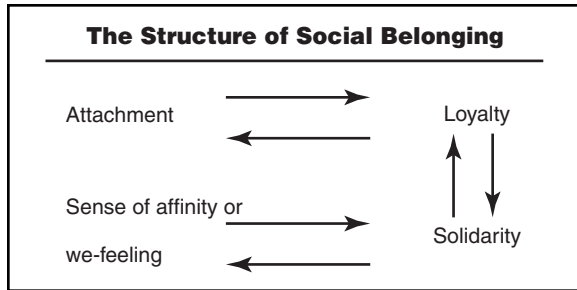 The Structure of Social Belonging
Attachment
Loyalty
Sense of affinity or
we-feeling
Solidarity